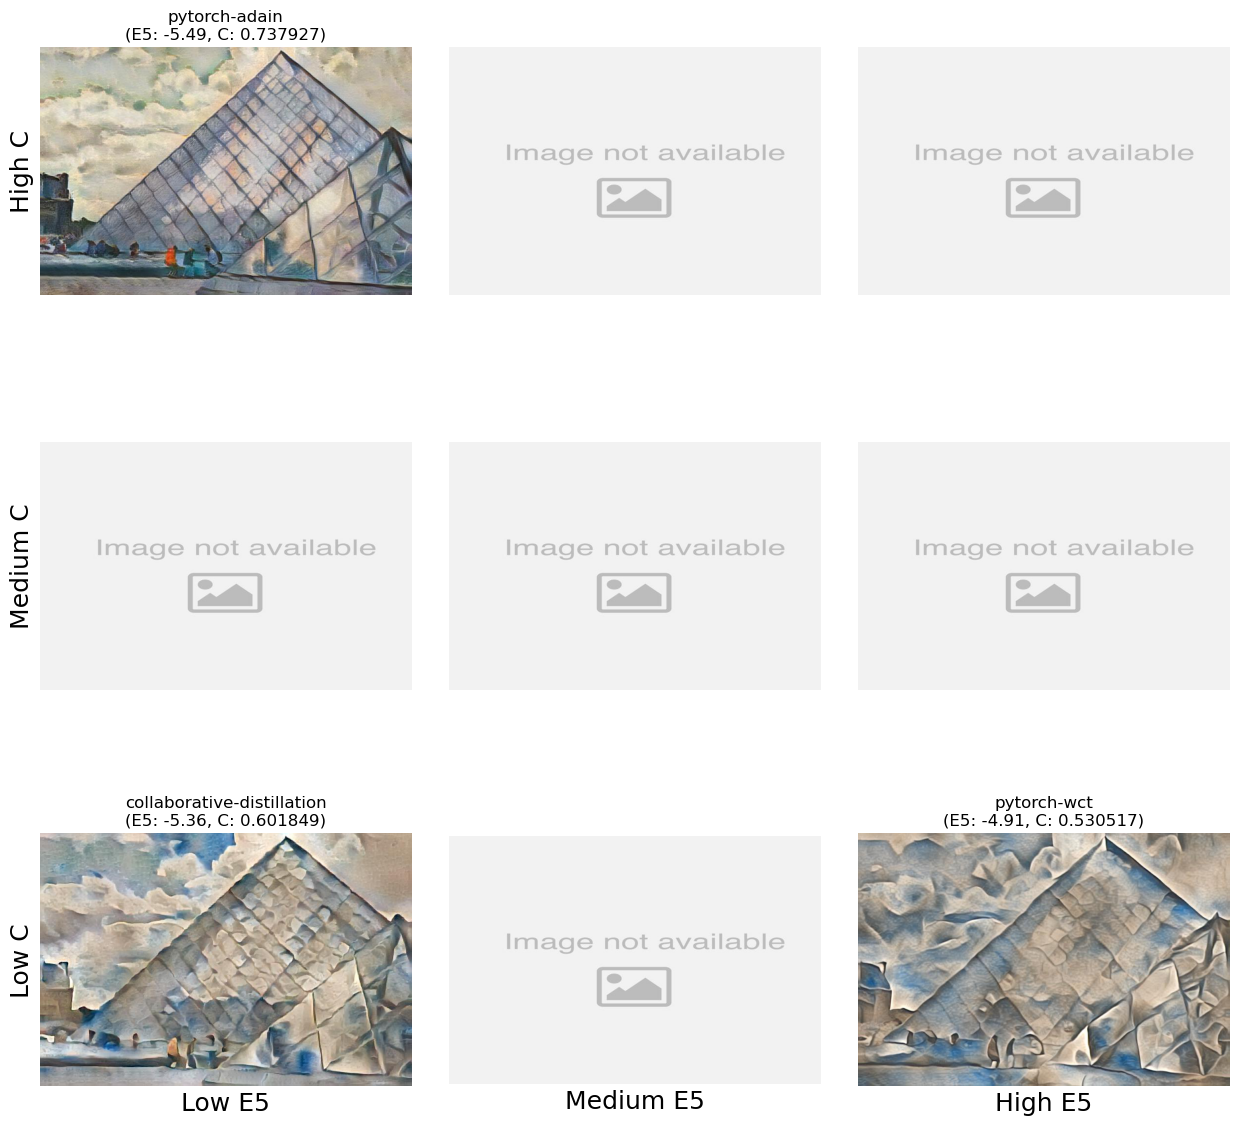 pytorch-adain
(E5: -5.49, C: 0.737927)
High C
Image not available
Image not available
Medium C
Image not available
Image not available
Image not available
collaborative-distillation
(E5: -5.36, C: 0.601849)
pytorch-wct
(E5: -4.91, C: 0.530517)
Low C
Image not available
Low E5
Medium E5
High E5